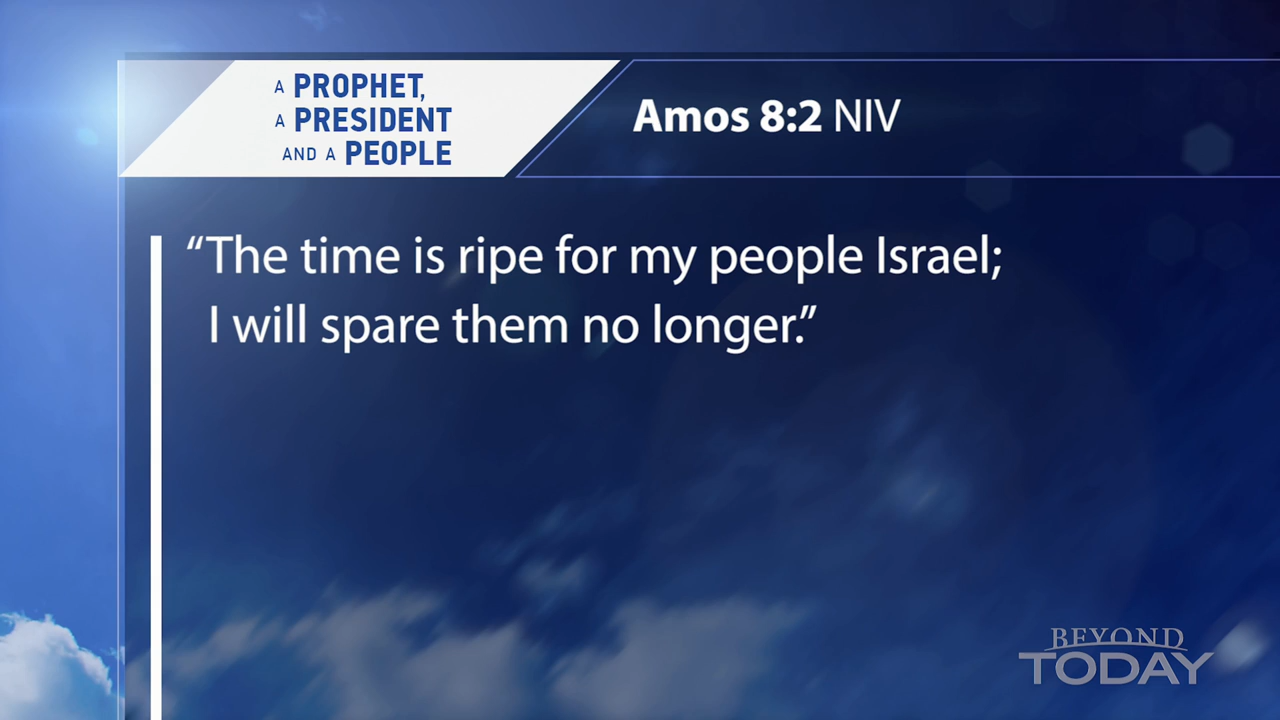 A PROPHET,
A PRESIDENT
AND A PEOPLE
Amos 8:2 NIV
“The time is ripe for my people Israel;
I will spare them no longer.”
BEYOND
TODAY